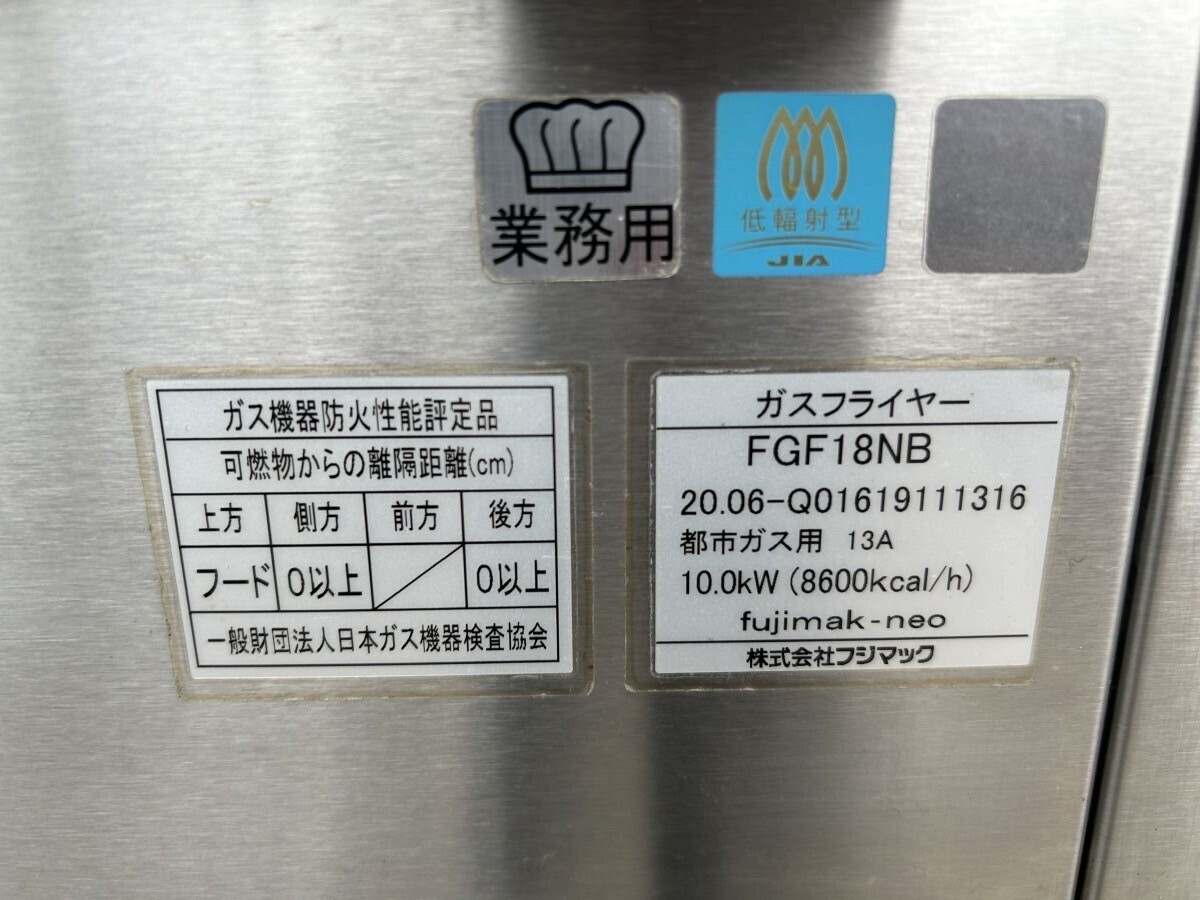 業務用
低輻射型
JIA
ガス機器防火性能評定品
可燃物からの離隔距離(cm)
上方 側方 前方 後方
フード 0以上 0以上
一般財団法人日本ガス機器検査協会
ガスフライヤー
FGF18NB
20.06-Q01619111316
都市ガス用 13A
10.0kW (8600kcal/h)
fujimak-neo
株式会社フジマック